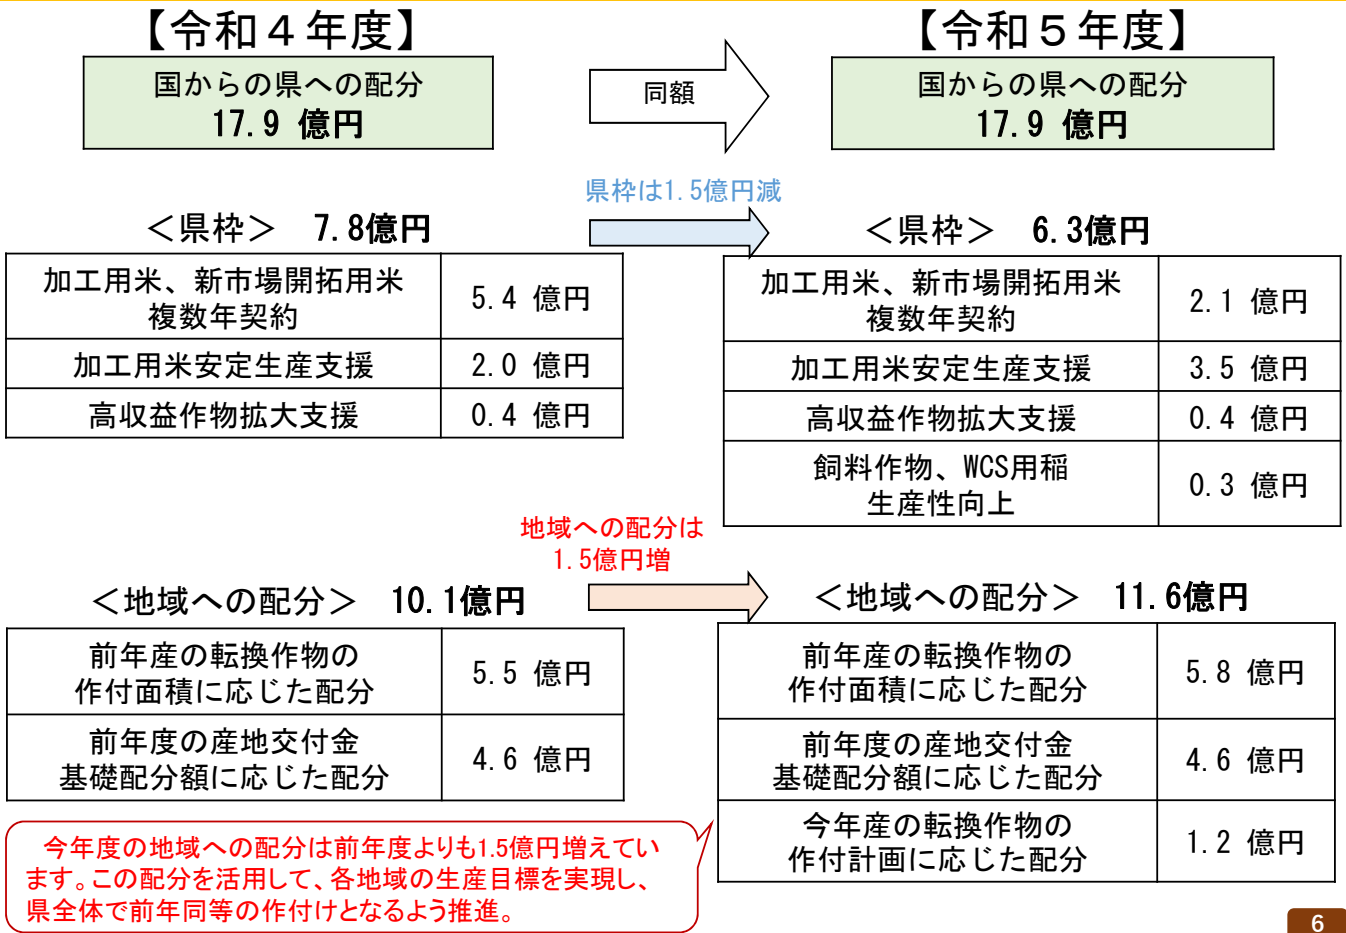 【令和４年度】
国からの県への配分
17.9 億円
同額
【令和５年度】
国からの県への配分
17.9 億円
県枠は1.5億円減
＜県枠＞ 7.8億円
加工用米、新市場開拓用米
複数年契約
5.4 億円
加工用米安定生産支援
2.0 億円
高収益作物拡大支援
0.4 億円
＜県枠＞ 6.3億円
加工用米、新市場開拓用米
複数年契約
2.1 億円
加工用米安定生産支援
3.5 億円
高収益作物拡大支援
0.4 億円
飼料作物、WCS用稲
生産性向上
0.3 億円
地域への配分は
1.5億円増
＜地域への配分＞ 10.1億円
前年産の転換作物の
作付面積に応じた配分
5.5 億円
前年度の産地交付金
基礎配分額に応じた配分
4.6 億円
＜地域への配分＞ 11.6億円
前年産の転換作物の
作付面積に応じた配分
5.8 億円
前年度の産地交付金
基礎配分額に応じた配分
4.6 億円
今年産の転換作物の
作付計画に応じた配分
1.2 億円
今年度の地域への配分は前年度よりも1.5億円増えてい
ます。この配分を活用して、各地域の生産目標を実現し、
県全体で前年同等の作付けとなるよう推進。
6